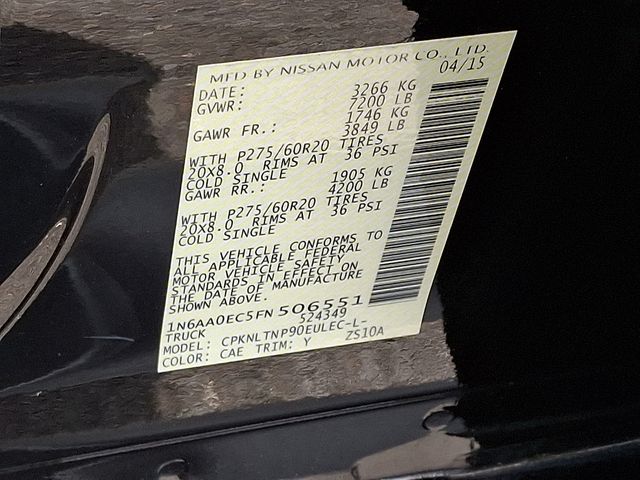 MFD BY NISSAN MOTOR CO., LTD.
DATE: 04/15
GVWR: 3266 KG
7200 LB
GAWR FR.: 1746 KG
3849 LB
WITH P275/60R20 TIRES
20X8.0 RIMS AT 36 PSI
COLD SINGLE
GAWR RR.: 1905 KG
4200 LB
WITH P275/60R20 TIRES
20X8.0 RIMS AT 36 PSI
COLD SINGLE
THIS VEHICLE CONFORMS TO
ALL APPLICABLE FEDERAL
MOTOR VEHICLE SAFETY
STANDARDS IN EFFECT ON
THE DATE OF MANUFACTURE
SHOWN ABOVE.
1N6AA0EC5FN506551
TRUCK 524349
MODEL: CPKNLTNP90EULEC-L-
COLOR: CAE TRIM: Y ZS10A